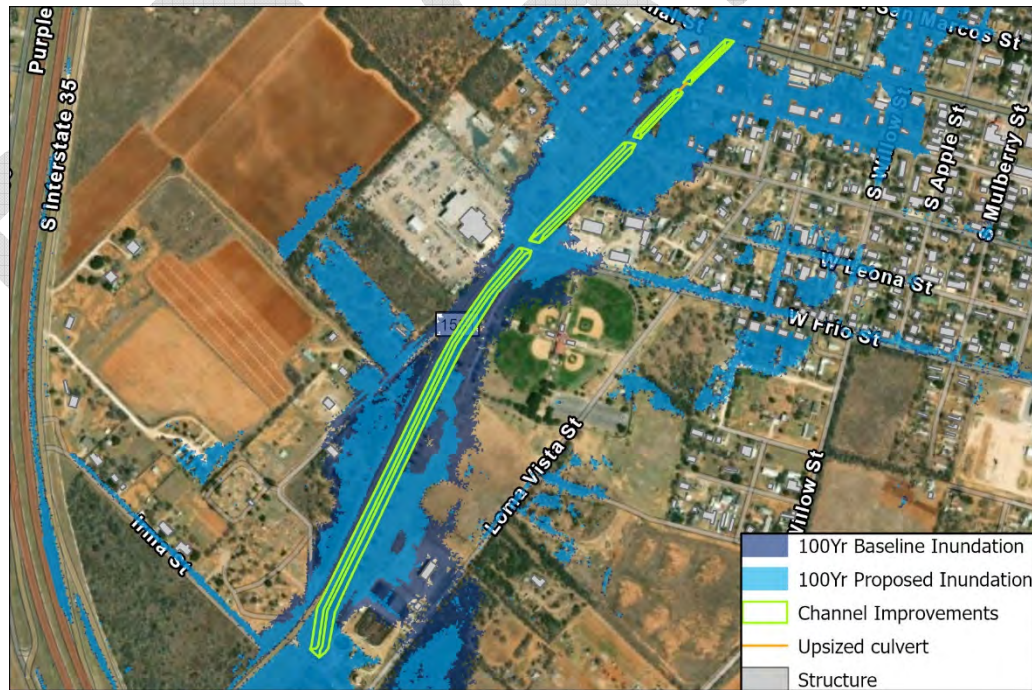 Purple
S Interstate 35
San Marcos St
S Willow St
S Apple St
S Mulberry St
W Leona St
W Frio St
Loma Vista St
Willow St
100Yr Baseline Inundation
100Yr Proposed Inundation
Channel Improvements
Upsized culvert
Structure